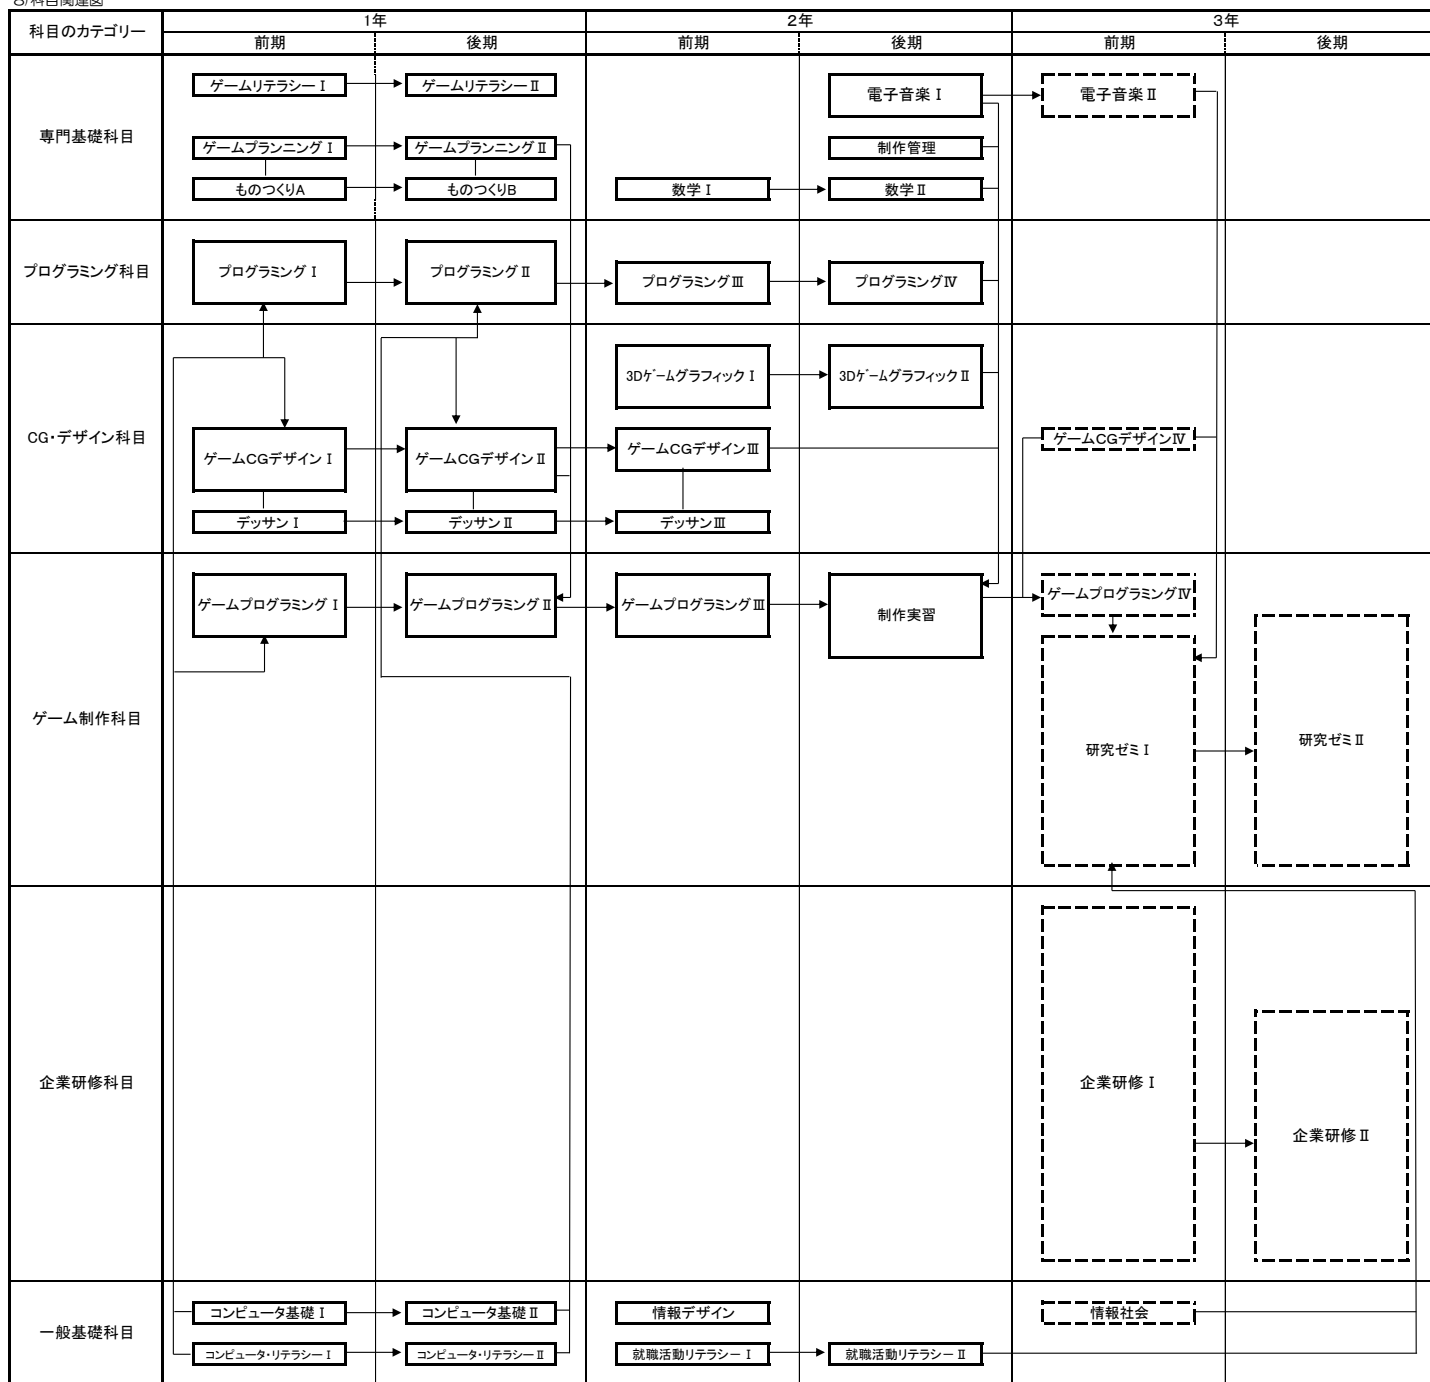 8)科目関連図
科目のカテゴリー
1年
2年
3年
前期
後期
前期
後期
前期
後期
専門基礎科目
ゲームリテラシーⅠ
ゲームリテラシーⅡ
電子音楽Ⅰ
電子音楽Ⅱ
ゲームプランニングⅠ
ゲームプランニングⅡ
制作管理
ものつくりA
ものつくりB
数学Ⅰ
数学Ⅱ
プログラミング科目
プログラミングⅠ
プログラミングⅡ
プログラミングⅢ
プログラミングⅣ
CG・デザイン科目
3Dゲームグラフィック Ⅰ
3Dゲームグラフィック Ⅱ
ゲームCGデザインⅠ
ゲームCGデザインⅡ
ゲームCGデザインⅢ
ゲームCGデザインⅣ
デッサンⅠ
デッサンⅡ
デッサンⅢ
ゲーム制作科目
ゲームプログラミングⅠ
ゲームプログラミングⅡ
ゲームプログラミングⅢ
制作実習
ゲームプログラミングⅣ
研究ゼミⅠ
研究ゼミⅡ
企業研修科目
企業研修Ⅰ
企業研修Ⅱ
一般基礎科目
コンピュータ基礎Ⅰ
コンピュータ基礎Ⅱ
情報デザイン
情報社会
コンピュータ・リテラシーⅠ
コンピュータ・リテラシーⅡ
就職活動リテラシーⅠ
就職活動リテラシーⅡ